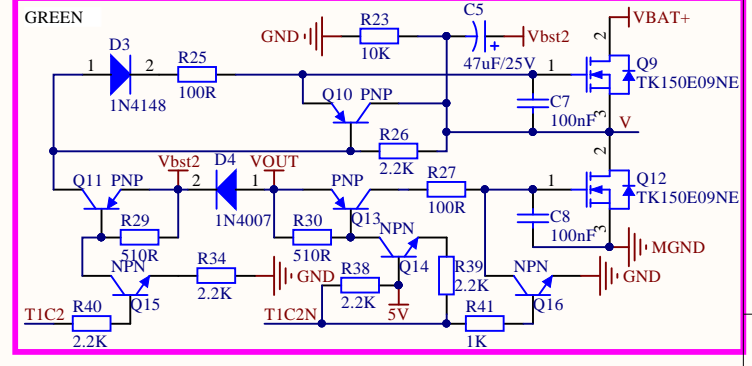 GREEN
R23
C5
VBAT+
GND
10K
Vbst2
47uF/25V
2
D3
R25
1
2
1
Q9
TK150E09NE
1N4148
100R
Q10
PNP
C7
100nF
3
V
R26
2.2K
2
Vbst2
D4
VOUT
Q11
PNP
2
1
PNP
R27
1
Q12
TK150E09NE
1N4007
100R
R29
R30
Q13
C8
100nF
3
510R
510R
NPN
MGND
NPN
R34
GND
R38
Q14
R39
NPN
GND
2.2K
2.2K
2.2K
Q15
Q16
T1C2
R40
T1C2N
5V
R41
2.2K
1K